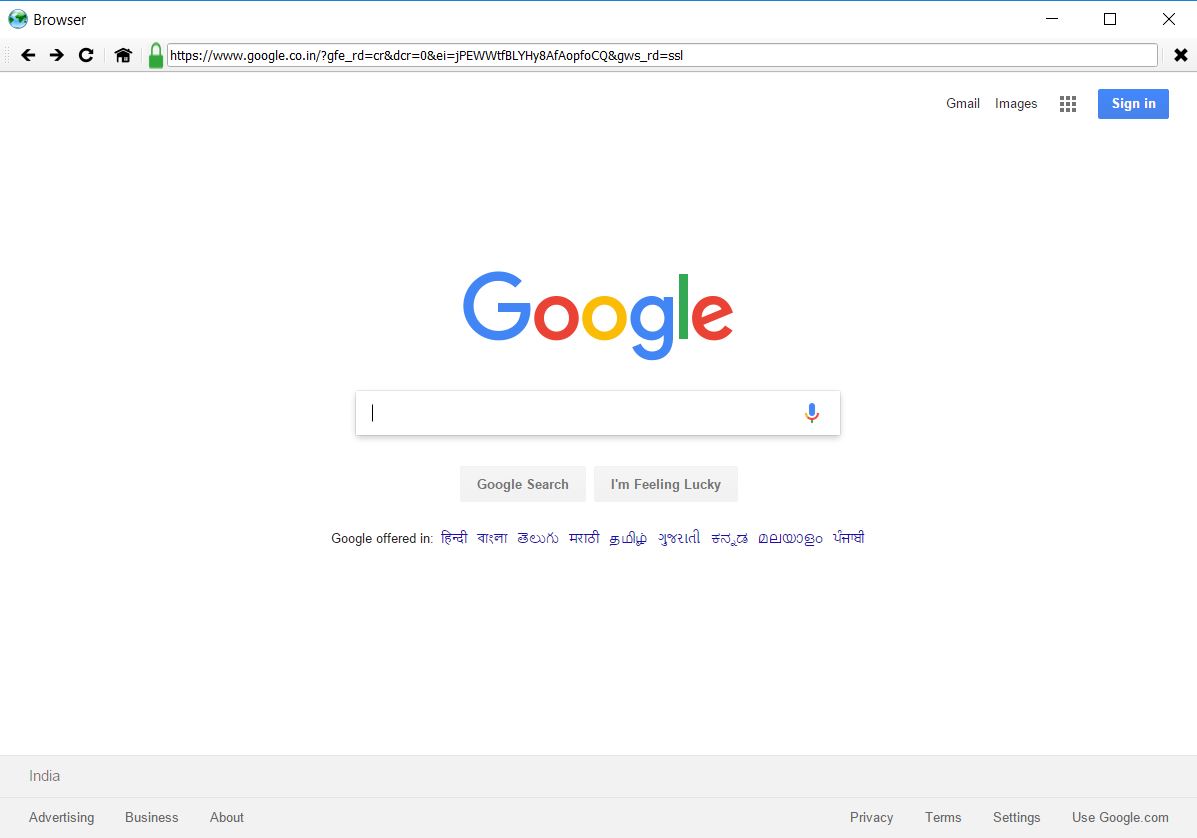 Browser
https://www.google.co.in/?gfe_rd=cr&dcr=0&ei=jPEWWtfBLYHy8AfAopfoCQ&gws_rd=ssl
Gmail Images Sign in
Google
Google Search I'm Feeling Lucky
Google offered in: हिन्दी বাংলা తెలుగు मराठी தமிழ் ગુજરાતી ಕನ್ನಡ മലയാളം ਪੰਜਾਬੀ
India
Advertising Business About Privacy Terms Settings Use Google.com